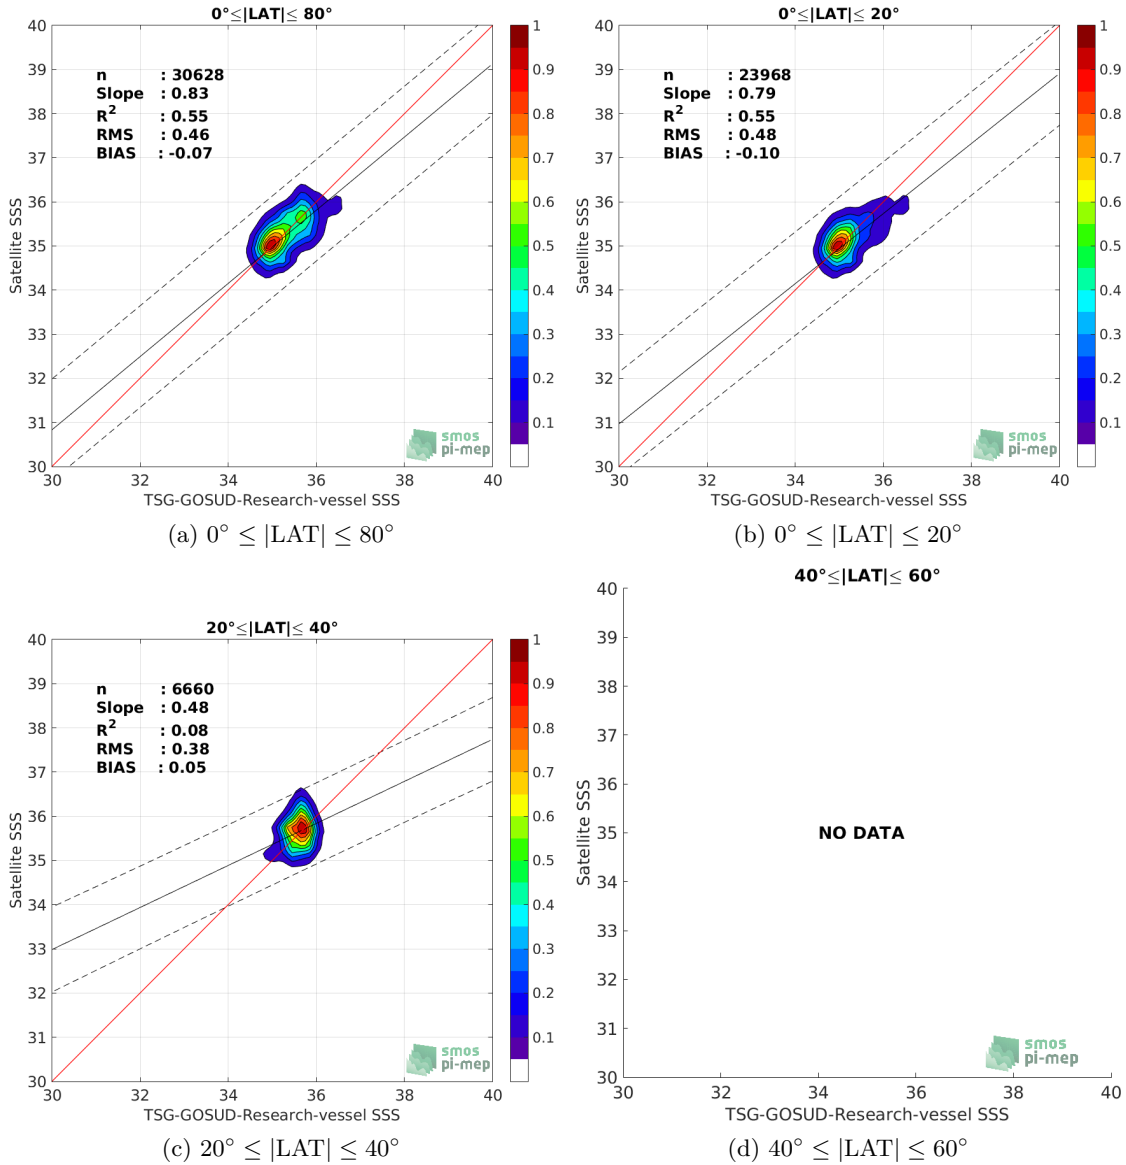 0°≤|LAT|≤ 80°
n : 30628
Slope : 0.83
R² : 0.55
RMS : 0.46
BIAS : -0.07
40
39
38
37
36
35
34
33
32
31
30
Satellite SSS
30 32 34 36 38 40
TSG-GOSUD-Research-vessel SSS
1
0.9
0.8
0.7
0.6
0.5
0.4
0.3
0.2
0.1
smos
pi-mep
(a) 0° ≤ |LAT| ≤ 80°
0°≤|LAT|≤ 20°
n : 23968
Slope : 0.79
R² : 0.55
RMS : 0.48
BIAS : -0.10
40
39
38
37
36
35
34
33
32
31
30
Satellite SSS
30 32 34 36 38 40
TSG-GOSUD-Research-vessel SSS
1
0.9
0.8
0.7
0.6
0.5
0.4
0.3
0.2
0.1
smos
pi-mep
(b) 0° ≤ |LAT| ≤ 20°
20°≤|LAT|≤ 40°
n : 6660
Slope : 0.48
R² : 0.08
RMS : 0.38
BIAS : 0.05
40
39
38
37
36
35
34
33
32
31
30
Satellite SSS
30 32 34 36 38 40
TSG-GOSUD-Research-vessel SSS
1
0.9
0.8
0.7
0.6
0.5
0.4
0.3
0.2
0.1
smos
pi-mep
(c) 20° ≤ |LAT| ≤ 40°
40°≤|LAT|≤ 60°
40
39
38
37
36
35
34
33
32
31
30
Satellite SSS
NO DATA
30 32 34 36 38 40
TSG-GOSUD-Research-vessel SSS
smos
pi-mep
(d) 40° ≤ |LAT| ≤ 60°